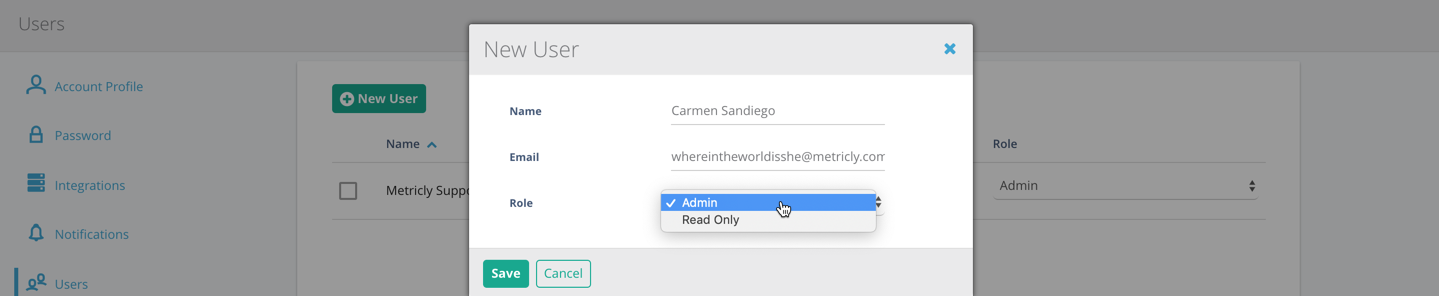 Users
New User
Account Profile
Password
Integrations
Notifications
Users
New User
Name
Metricly Suppo
Role
Admin
Name
Carmen Sandiego
Email
whereintheworldisshe@metricly.com
Role
Admin
Read Only
Save Cancel